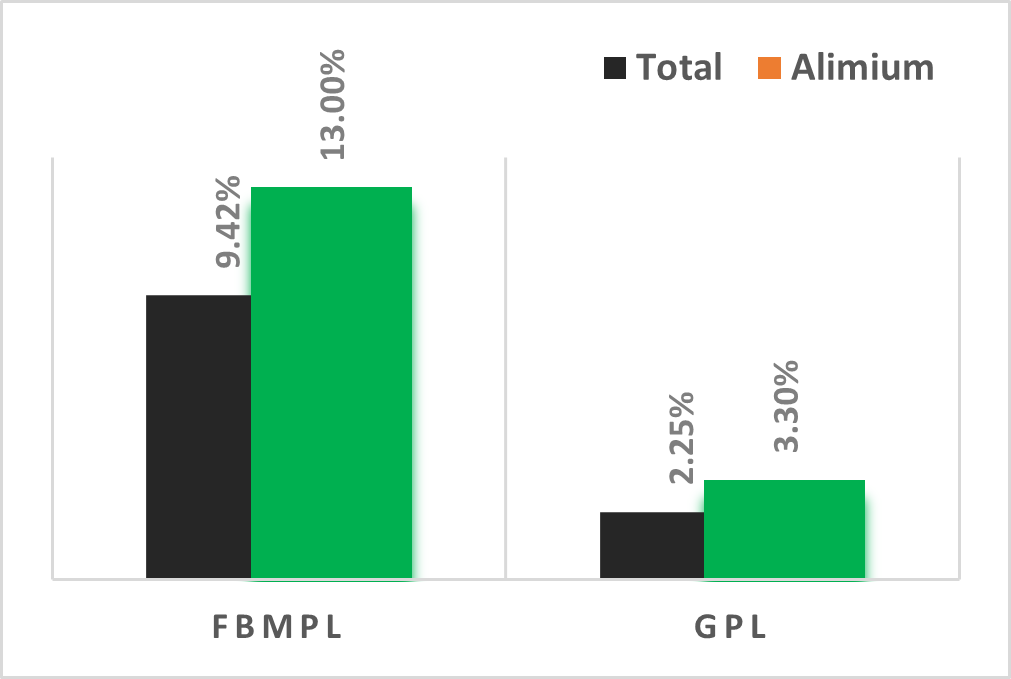 Total Alimium
13.00%
9.42%
3.30%
2.25%
FBMPL GPL